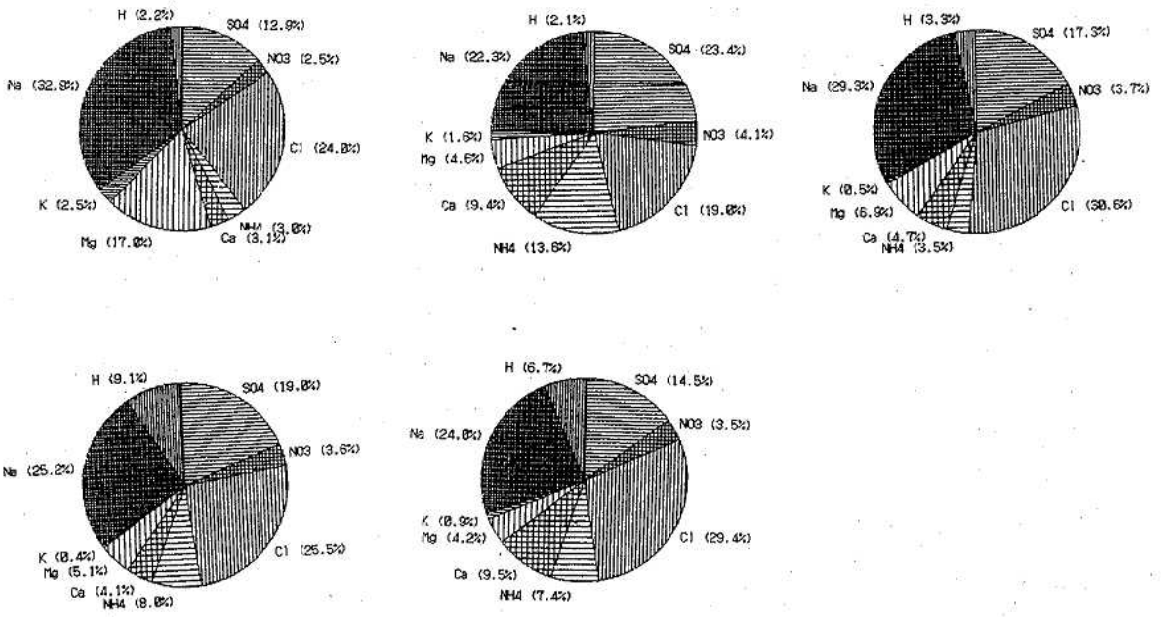 H (2.2%)
SO4 (12.9%)
NO3 (2.5%)
Na (32.8%)
Cl (24.0%)
K (2.5%)
NH4 (3.0%)
Ca (3.1%)
Mg (17.0%)
H (2.1%)
SO4 (23.4%)
Na (22.3%)
NO3 (4.1%)
K (1.6%)
Mg (4.6%)
Ca (9.4%)
Cl (19.0%)
NH4 (13.6%)
H (3.3%)
SO4 (17.3%)
Na (29.3%)
NO3 (3.7%)
Cl (30.6%)
K (0.5%)
Mg (6.9%)
Ca (4.7%)
NH4 (3.5%)
H (9.1%)
SO4 (19.0%)
NO3 (3.6%)
Na (25.2%)
Cl (25.5%)
K (0.4%)
Mg (5.1%)
Ca (4.1%)
NH4 (8.0%)
H (6.7%)
SO4 (14.5%)
NO3 (3.5%)
Na (24.0%)
K (0.9%)
Mg (4.2%)
Cl (29.4%)
Ca (9.5%)
NH4 (7.4%)